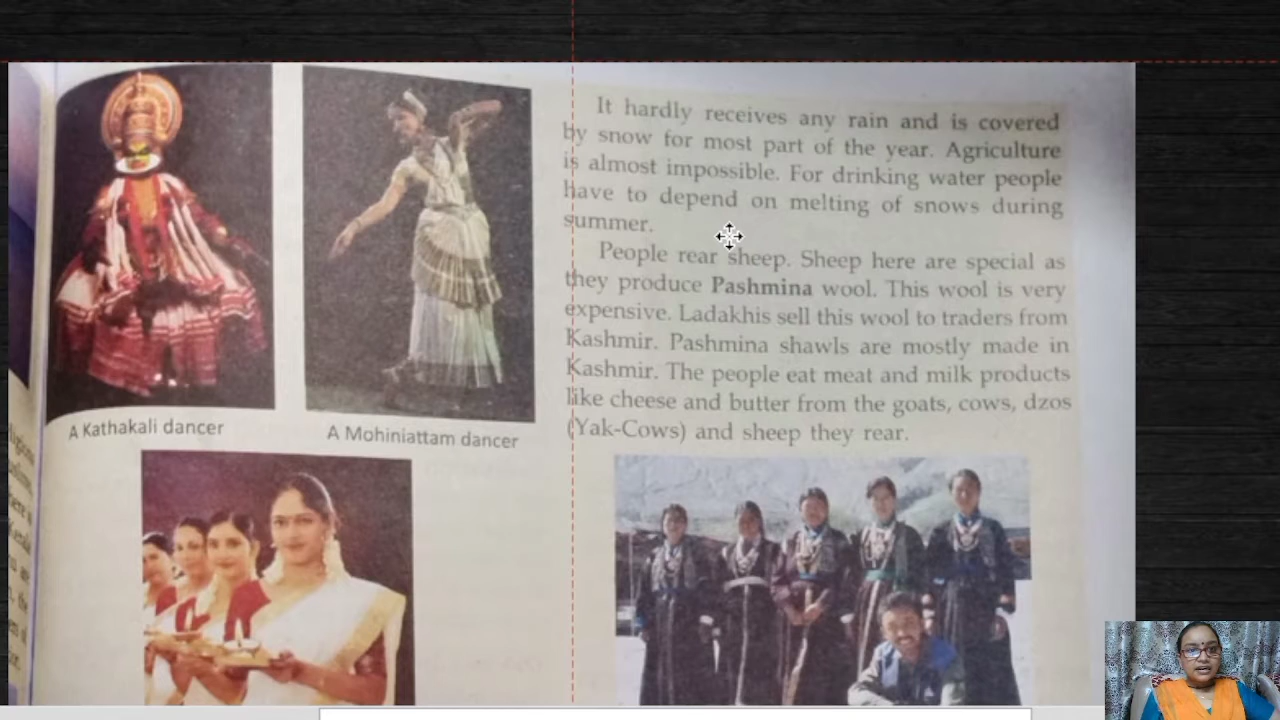 A Kathakali dancer
A Mohiniattam dancer
It hardly receives any rain and is covered
by snow for most part of the year. Agriculture
is almost impossible. For drinking water people
have to depend on melting of snows during
summer.
People rear sheep. Sheep here are special as
they produce Pashmina wool. This wool is very
expensive. Ladakhis sell this wool to traders from
Kashmir. Pashmina shawls are mostly made in
Kashmir. The people eat meat and milk products
like cheese and butter from the goats, cows, dzos
(Yak-Cows) and sheep they rear.